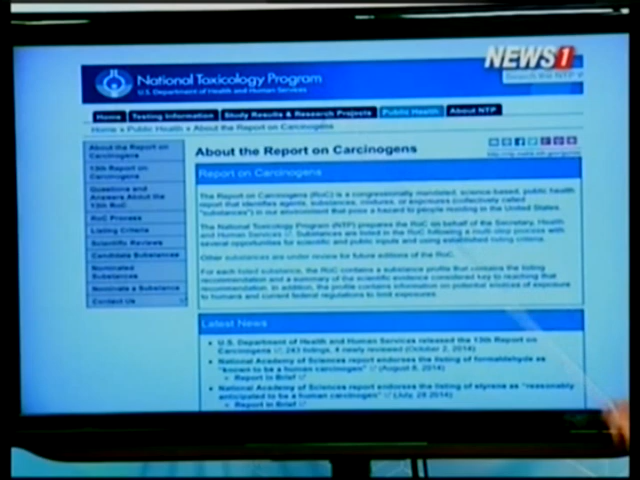 NEWS1
National Toxicology Program
U.S. Department of Health and Human Services
Search the NTP
Home Testing Information Study Results & Research Projects Public Health About NTP
Home » Public Health » About the Report on Carcinogens
About the Report on
Carcinogens
13th Report on
Carcinogens
Questions and
Answers About the
13th RoC
RoC Process
Listing Criteria
Scientific Reviews
Candidate Substances
Nominated
Substances
Nominate a Substance
Contact Us
About the Report on Carcinogens
Report on Carcinogens
The Report on Carcinogens (RoC) is a congressionally mandated, science-based, public health
report that identifies agents, substances, mixtures, or exposures (collectively called
"substances") in our environment that pose a hazard to people residing in the United States.
The National Toxicology Program (NTP) prepares the RoC on behalf of the Secretary, Health
and Human Services. Substances are listed in the RoC following a multi-step process with
several opportunities for scientific and public inputs and using established listing criteria.
Other substances are under review for future editions of the RoC.
For each listed substance, the RoC contains a substance profile that contains the listing
recommendation and a summary of the scientific evidence considered key to reaching that
recommendation. In addition, the profile contains information on potential sources of exposure
to humans and current federal regulations to limit exposures.
Latest News
• U.S. Department of Health and Human Services released the 13th Report on
Carcinogens, 243 listings, 4 newly reviewed (October 2, 2014)
• National Academy of Sciences report endorses the listing of formaldehyde as
"known to be a human carcinogen" (August 8, 2014)
• Report in Brief
• National Academy of Sciences report endorses the listing of styrene as "reasonably
anticipated to be a human carcinogen" (July 28 2014)
• Report in Brief